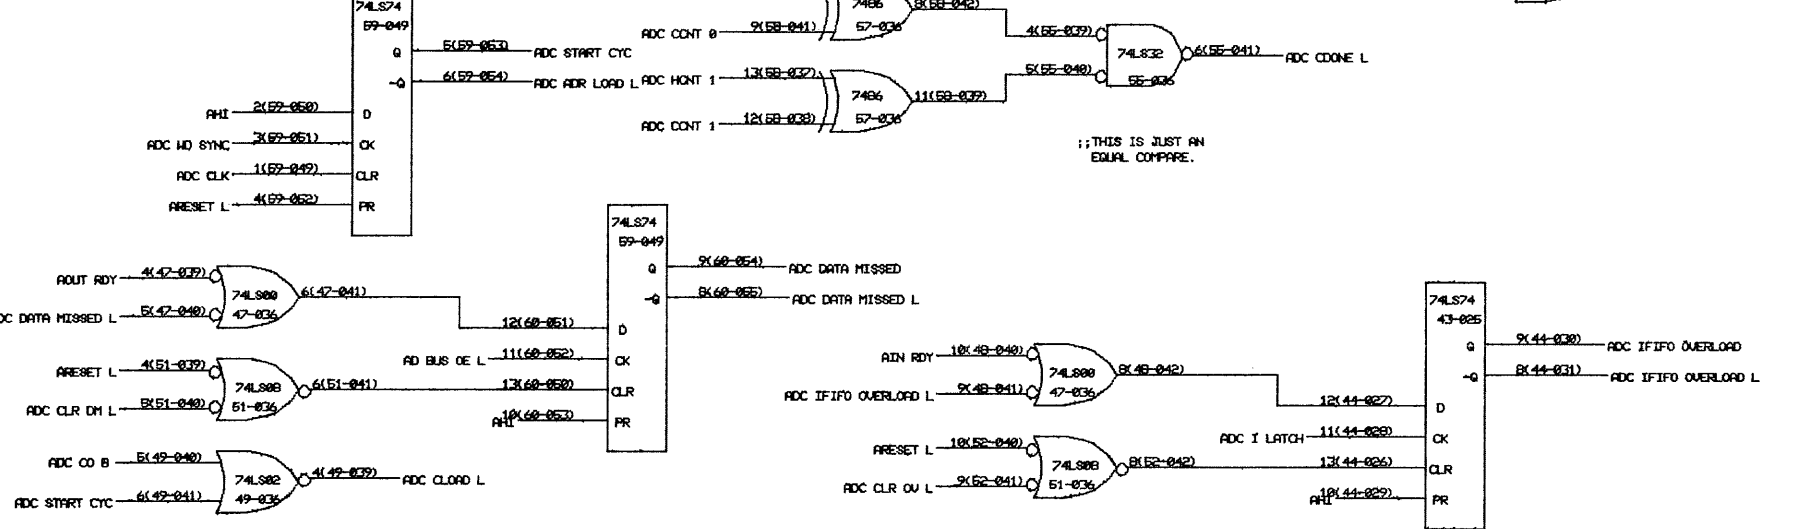 74LS74
59-049
Q 5(59-053) ADC START CYC
-Q 6(59-054) ADC ADR LOAD L
AHI 2(59-050) D
ADC WD SYNC 3(59-051) CK
ADC CLK 1(59-049) CLR
ARESET L 4(59-052) PR
7486 8(58-042)
ADC CCNT 0 9(58-041) 57-036
ADC HCNT 1 13(58-037)
7486 11(58-039)
57-036
ADC CCNT 1 12(58-038)
4(55-039)
74LS32 6(55-041) ADC CDONE L
5(55-040) 55-036
;;THIS IS JUST AN
EQUAL COMPARE.
AOUT RDY 4(47-039)
74LS00 6(47-041)
DC DATA MISSED L 5(47-040) 47-036
ARESET L 4(51-039)
74LS08 6(51-041)
ADC CLR DM L 5(51-040) 51-036
ADC CO B 5(49-040)
74LS02 4(49-039) ADC CLOAD L
ADC START CYC 6(49-041) 49-036
74LS74
59-049
Q 9(60-054) ADC DATA MISSED
-Q 8(60-055) ADC DATA MISSED L
12(60-051) D
AD BUS OE L 11(60-052) CK
13(60-050) CLR
AHI 10(60-053) PR
AIN RDY 10(48-040)
74LS00 8(48-042)
ADC IFIFO OVERLOAD L 9(48-041) 47-036
ARESET L 10(52-040)
74LS08 8(52-042)
ADC CLR OV L 9(52-041) 51-036
74LS74
43-025
Q 9(44-030) ADC IFIFO OVERLOAD
-Q 8(44-031) ADC IFIFO OVERLOAD L
12(44-027) D
ADC I LATCH 11(44-028) CK
13(44-026) CLR
AHI 10(44-029) PR